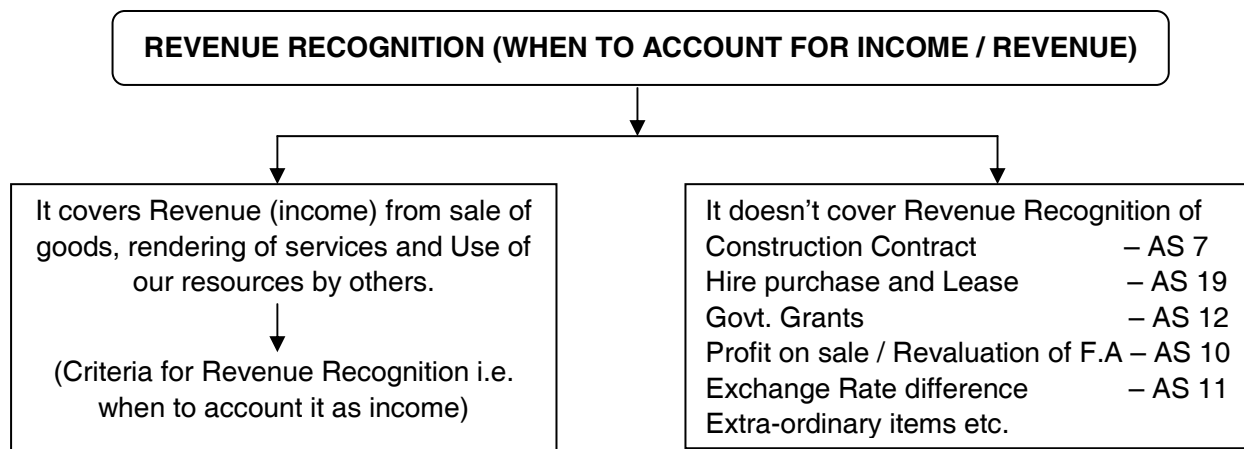 REVENUE RECOGNITION (WHEN TO ACCOUNT FOR INCOME / REVENUE)
It covers Revenue (income) from sale of
goods, rendering of services and Use of
our resources by others.
(Criteria for Revenue Recognition i.e.
when to account it as income)
It doesn't cover Revenue Recognition of
Construction Contract – AS 7
Hire purchase and Lease – AS 19
Govt. Grants – AS 12
Profit on sale / Revaluation of F.A – AS 10
Exchange Rate difference – AS 11
Extra-ordinary items etc.